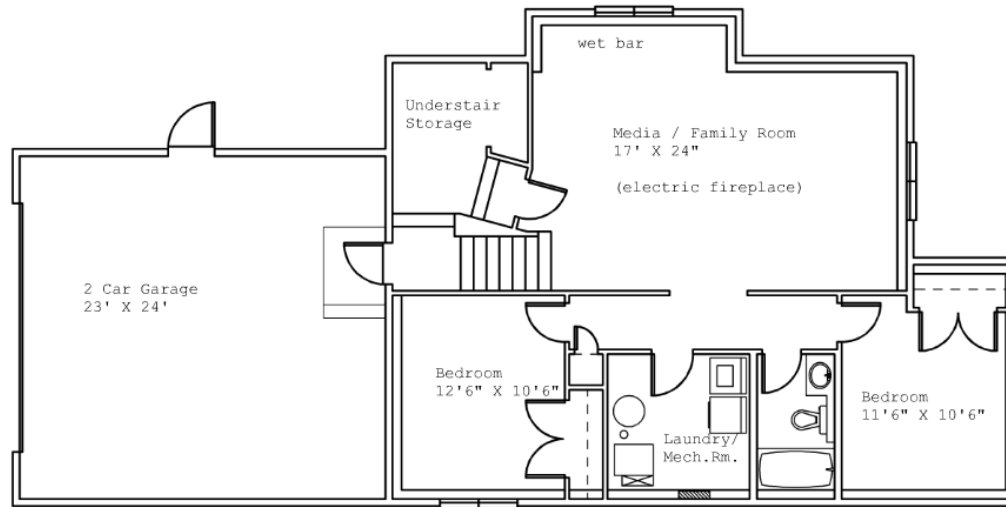 wet bar
Understair
Storage
Media / Family Room
17' X 24"
(electric fireplace)
2 Car Garage
23' X 24'
Bedroom
12'6" X 10'6"
Bedroom
11'6" X 10'6"
Laundry/
Mech.Rm.